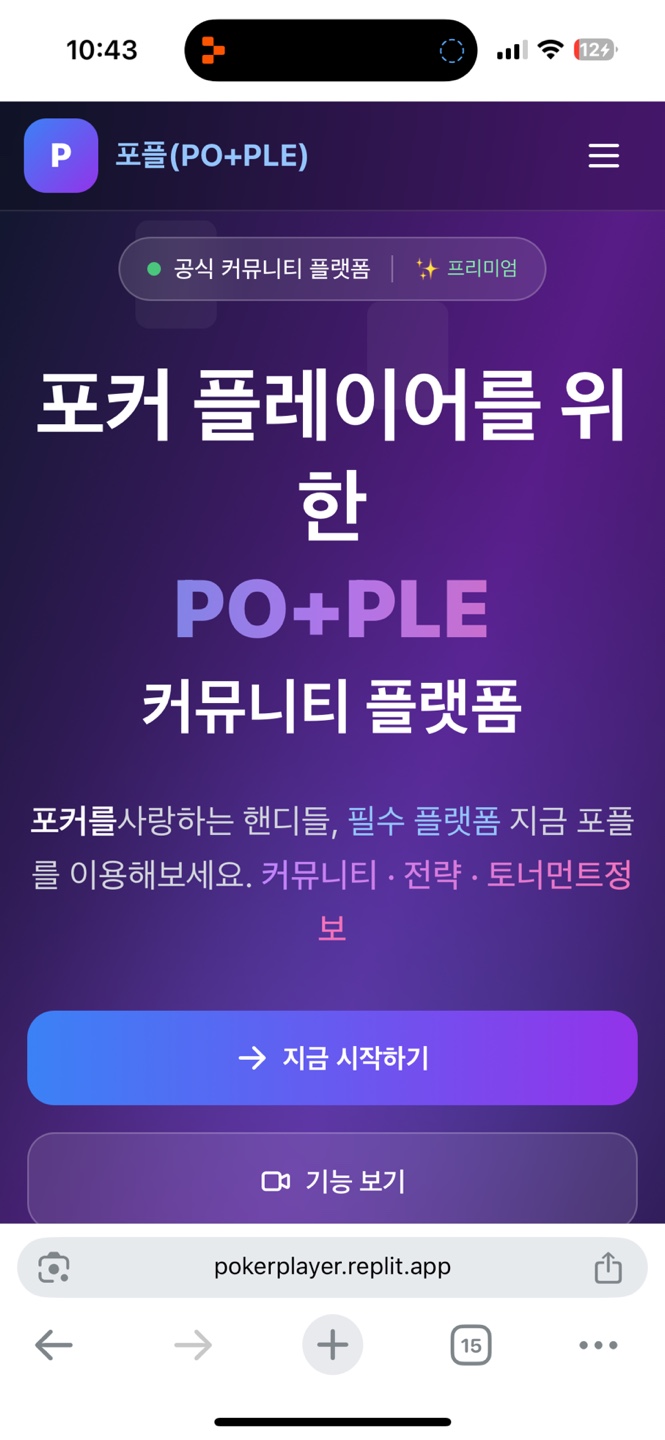 10:43
12
P 포플(PO+PLE)
공식 커뮤니티 플랫폼 | ✨ 프리미엄
포커 플레이어를 위
한
PO+PLE
커뮤니티 플랫폼
포커를사랑하는 핸디들, 필수 플랫폼 지금 포플
를 이용해보세요. 커뮤니티 · 전략 · 토너먼트정
보
→ 지금 시작하기
기능 보기
pokerplayer.replit.app
15